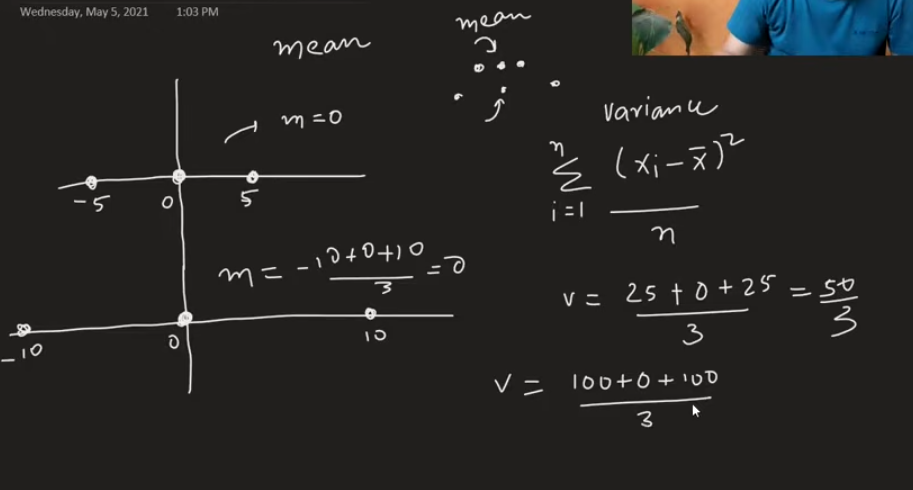 Wednesday, May 5, 2021 1:03 PM
mean
mean
m=0
-5 0 5
m = -10+0+10/3 = 0
-10 0 10
variance
n
Σ (xi - x̄)²
i=1 n
v = 25+0+25/3 = 50/3
v = 100+0+100/3